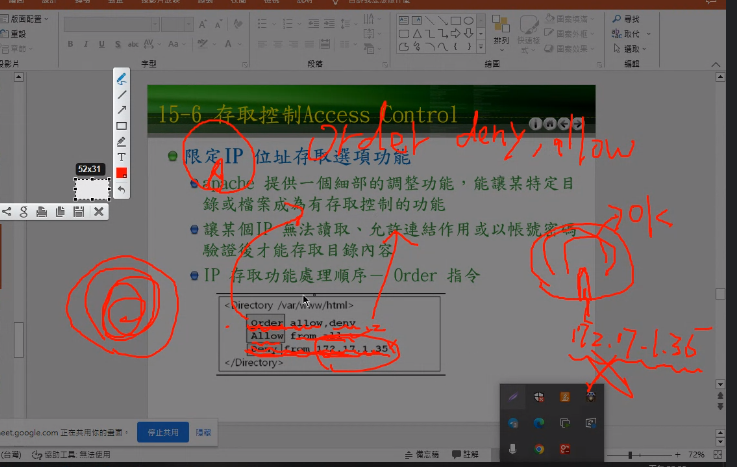 版面配置
重設
字型
段落
繪圖
排列
尋找
取代
選取
編輯
52x31
15-6 存取控制Access Control
Order deny,allow
限定IP 位址存取選項功能
apache 提供一個細部的調整功能，能讓某特定目
錄或檔案成為有存取控制的功能
讓某個IP 無法讀取、允許連結作用或以帳號密碼
驗證後才能存取目錄內容
IP 存取功能處理順序— Order 指令
ok
<Directory /var/www/html>
Order allow,deny
Allow from all
Deny from 172.17.1.35
</Directory>
172.17.1.35
eet.google.com 正在共用你的畫面。
停止共用
隱藏
(台灣)
協助工具: 無法使用
備忘稿
註解
72%